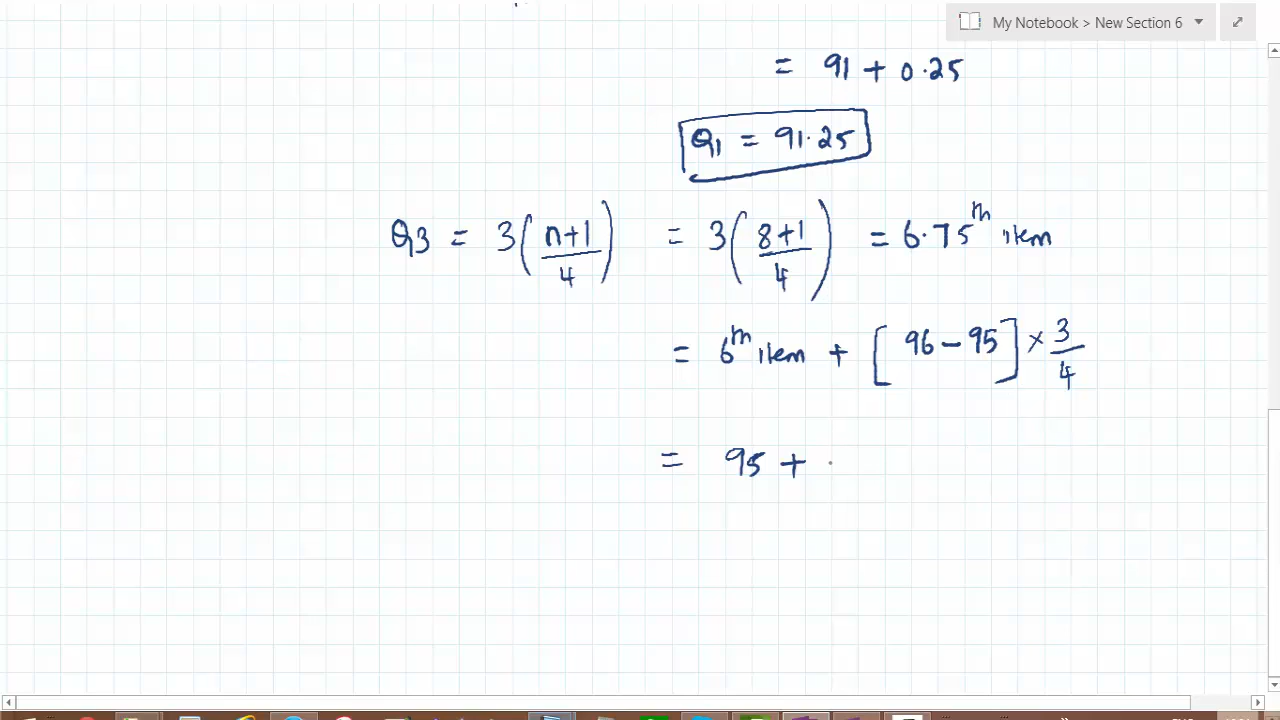 My Notebook > New Section 6
= 91 + 0.25
Q1 = 91.25
Q3 = 3(n+1/4) = 3(8+1/4) = 6.75th item
= 6th item + [96 - 95] × 3/4
= 95 + .